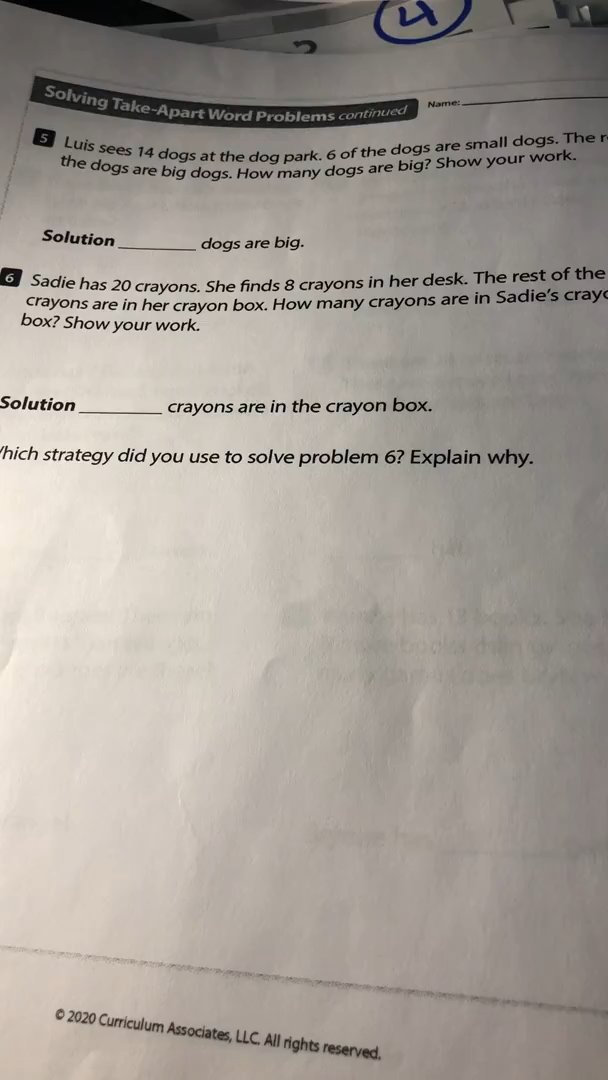 4
Solving Take-Apart Word Problems continued
Name:
5 Luis sees 14 dogs at the dog park. 6 of the dogs are small dogs. The
the dogs are big dogs. How many dogs are big? Show your work.
Solution dogs are big.
6 Sadie has 20 crayons. She finds 8 crayons in her desk. The rest of the
crayons are in her crayon box. How many crayons are in Sadie's
box? Show your work.
Solution crayons are in the crayon box.
strategy did you use to solve problem 6? Explain why.
© 2020 Curriculum Associates, LLC. All rights reserved.